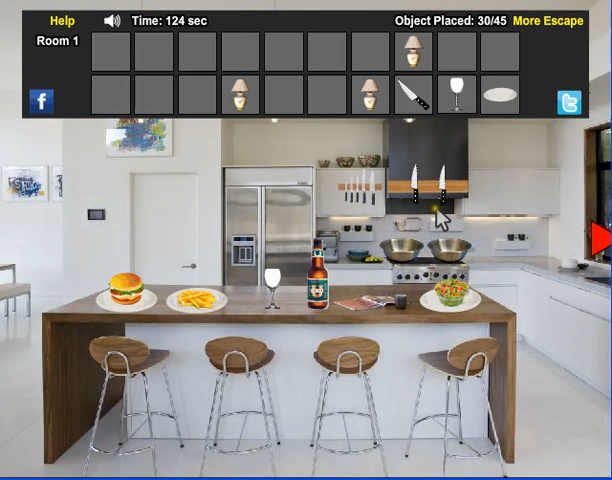 Help
Time: 124 sec
Object Placed: 30/45
More Escape
Room 1
f
t